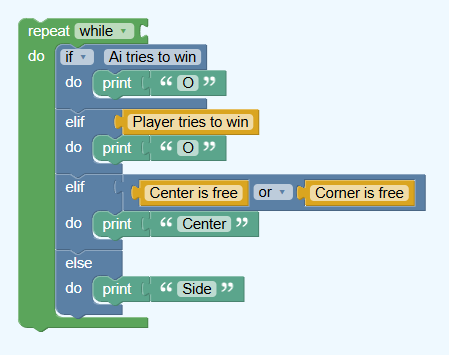 repeat while
do if Ai tries to win
do print “ O ”
elif Player tries to win
do print “ O ”
elif Center is free or Corner is free
do print “ Center ”
else
do print “ Side ”